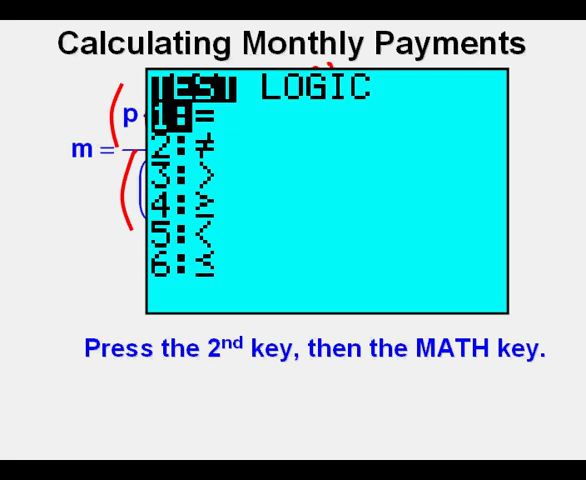 Calculating Monthly Payments
TEST LOGIC
1:=
2:≠
3:>
4:≥
5:<
6:≤
m = p
Press the 2nd key, then the MATH key.